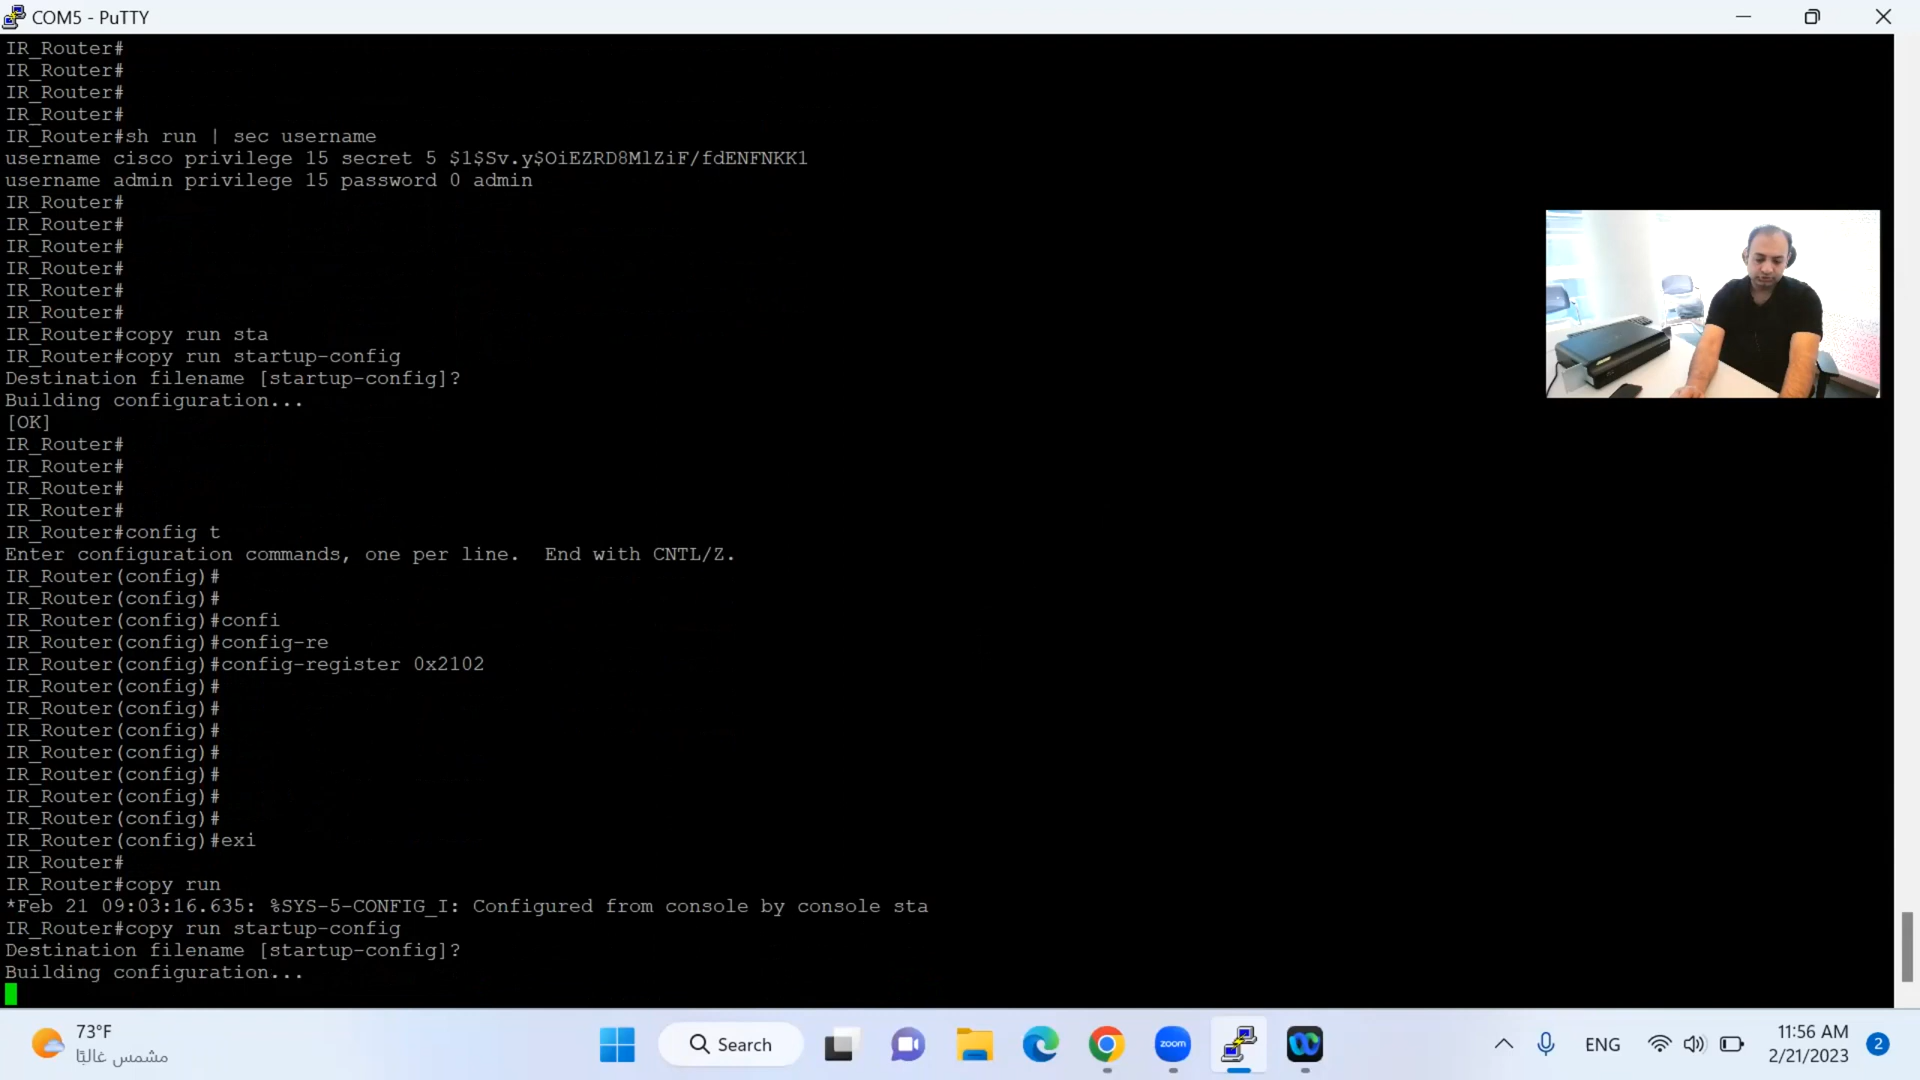 COM5 - PuTTY
IR_Router#
IR_Router#
IR_Router#
IR_Router#
IR_Router#sh run | sec username
username cisco privilege 15 secret 5 $1$Sv.y$OiEZRD8MlZiF/fdENFNKK1
username admin privilege 15 password 0 admin
IR_Router#
IR_Router#
IR_Router#
IR_Router#
IR_Router#
IR_Router#
IR_Router#copy run sta
IR_Router#copy run startup-config
Destination filename [startup-config]?
Building configuration...
[OK]
IR_Router#
IR_Router#
IR_Router#
IR_Router#
IR_Router#config t
Enter configuration commands, one per line.  End with CNTL/Z.
IR_Router(config)#
IR_Router(config)#
IR_Router(config)#confi
IR_Router(config)#config-re
IR_Router(config)#config-register 0x2102
IR_Router(config)#
IR_Router(config)#
IR_Router(config)#
IR_Router(config)#
IR_Router(config)#
IR_Router(config)#
IR_Router(config)#
IR_Router(config)#exi
IR_Router#
IR_Router#copy run
*Feb 21 09:03:16.635: %SYS-5-CONFIG_I: Configured from console by console sta
IR_Router#copy run startup-config
Destination filename [startup-config]?
Building configuration...
73°F
مشمس غالبًا
Search
zoom
ENG
11:56 AM
2/21/2023
2